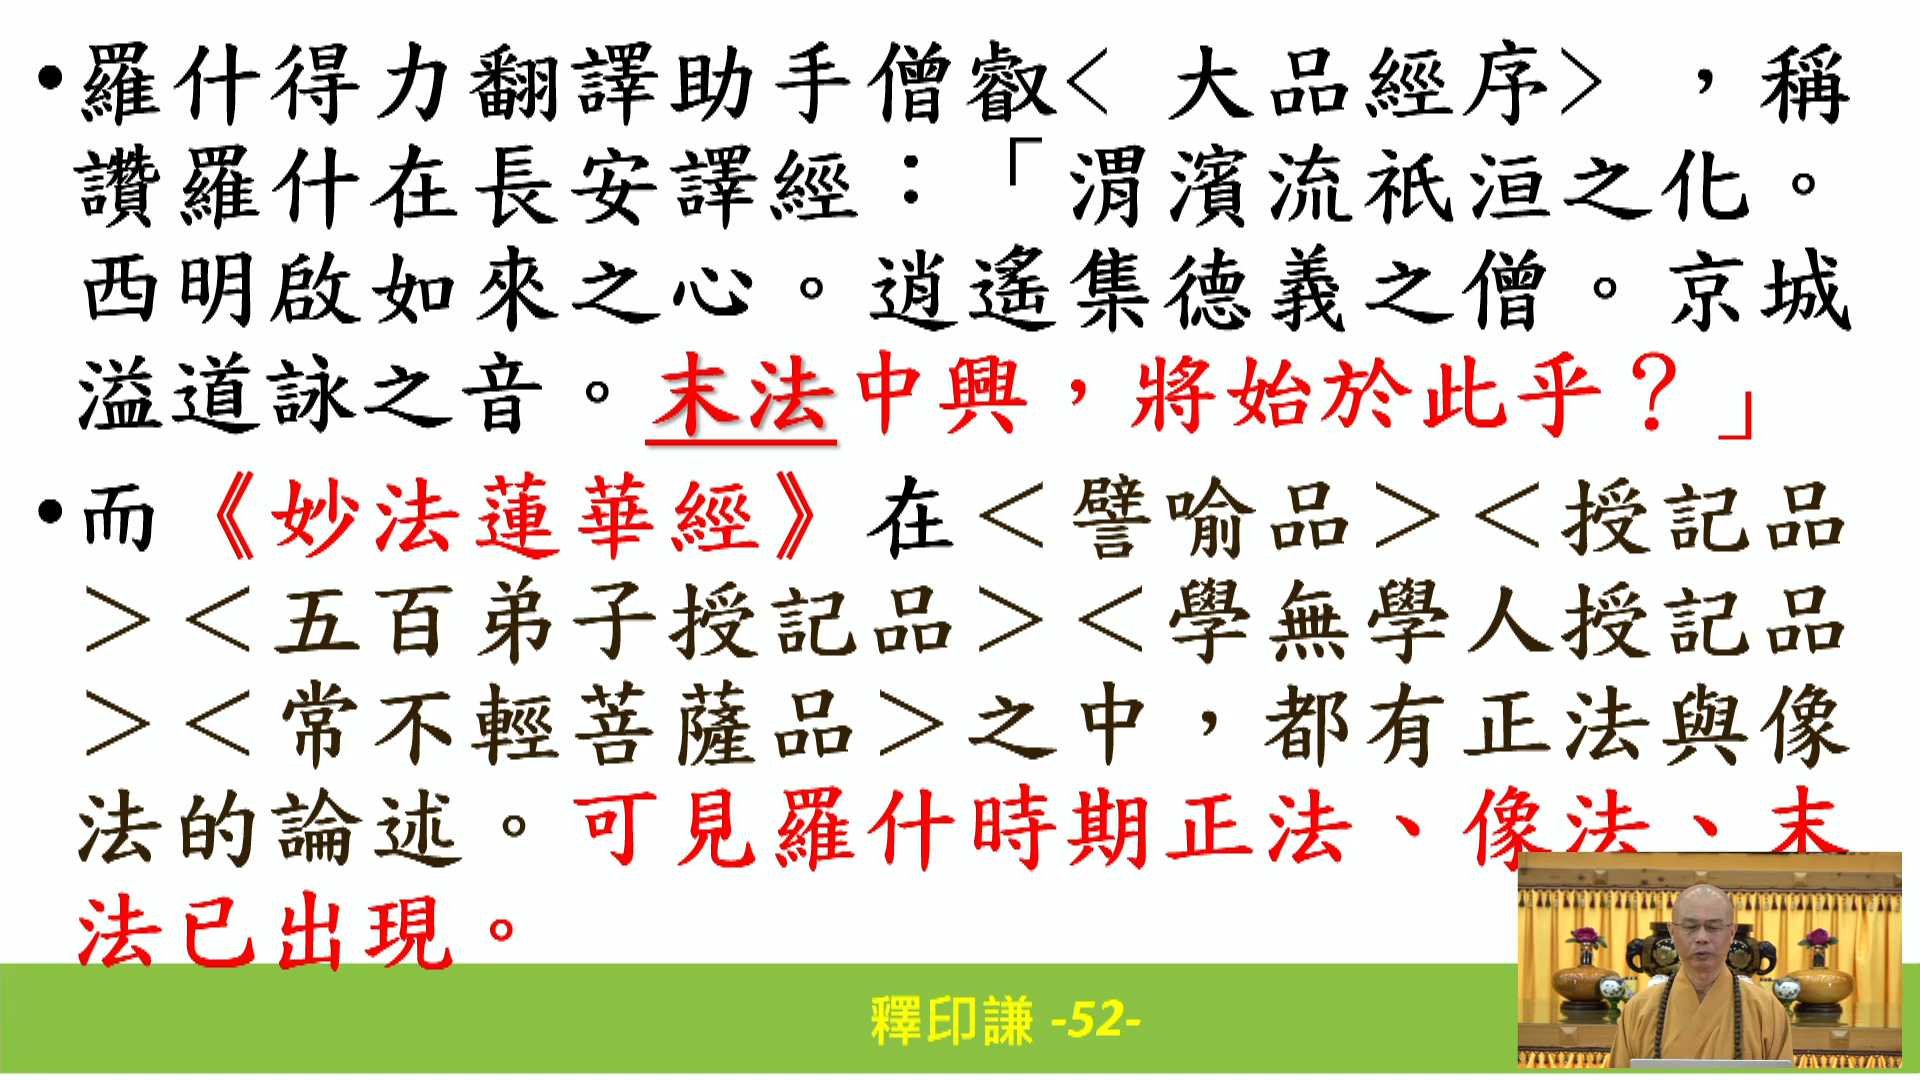 •羅什得力翻譯助手僧叡<大品經序>，稱
讚羅什在長安譯經：「渭濱流祇洹之化。
西明啟如來之心。逍遙集德義之僧。京城
溢道詠之音。末法中興，將始於此乎？」
•而《妙法蓮華經》在＜譬喻品＞＜授記品
＞＜五百弟子授記品＞＜學無學人授記品
＞＜常不輕菩薩品＞之中，都有正法與像
法的論述。可見羅什時期正法、像法、末
法已出現。
釋印謙 -52-